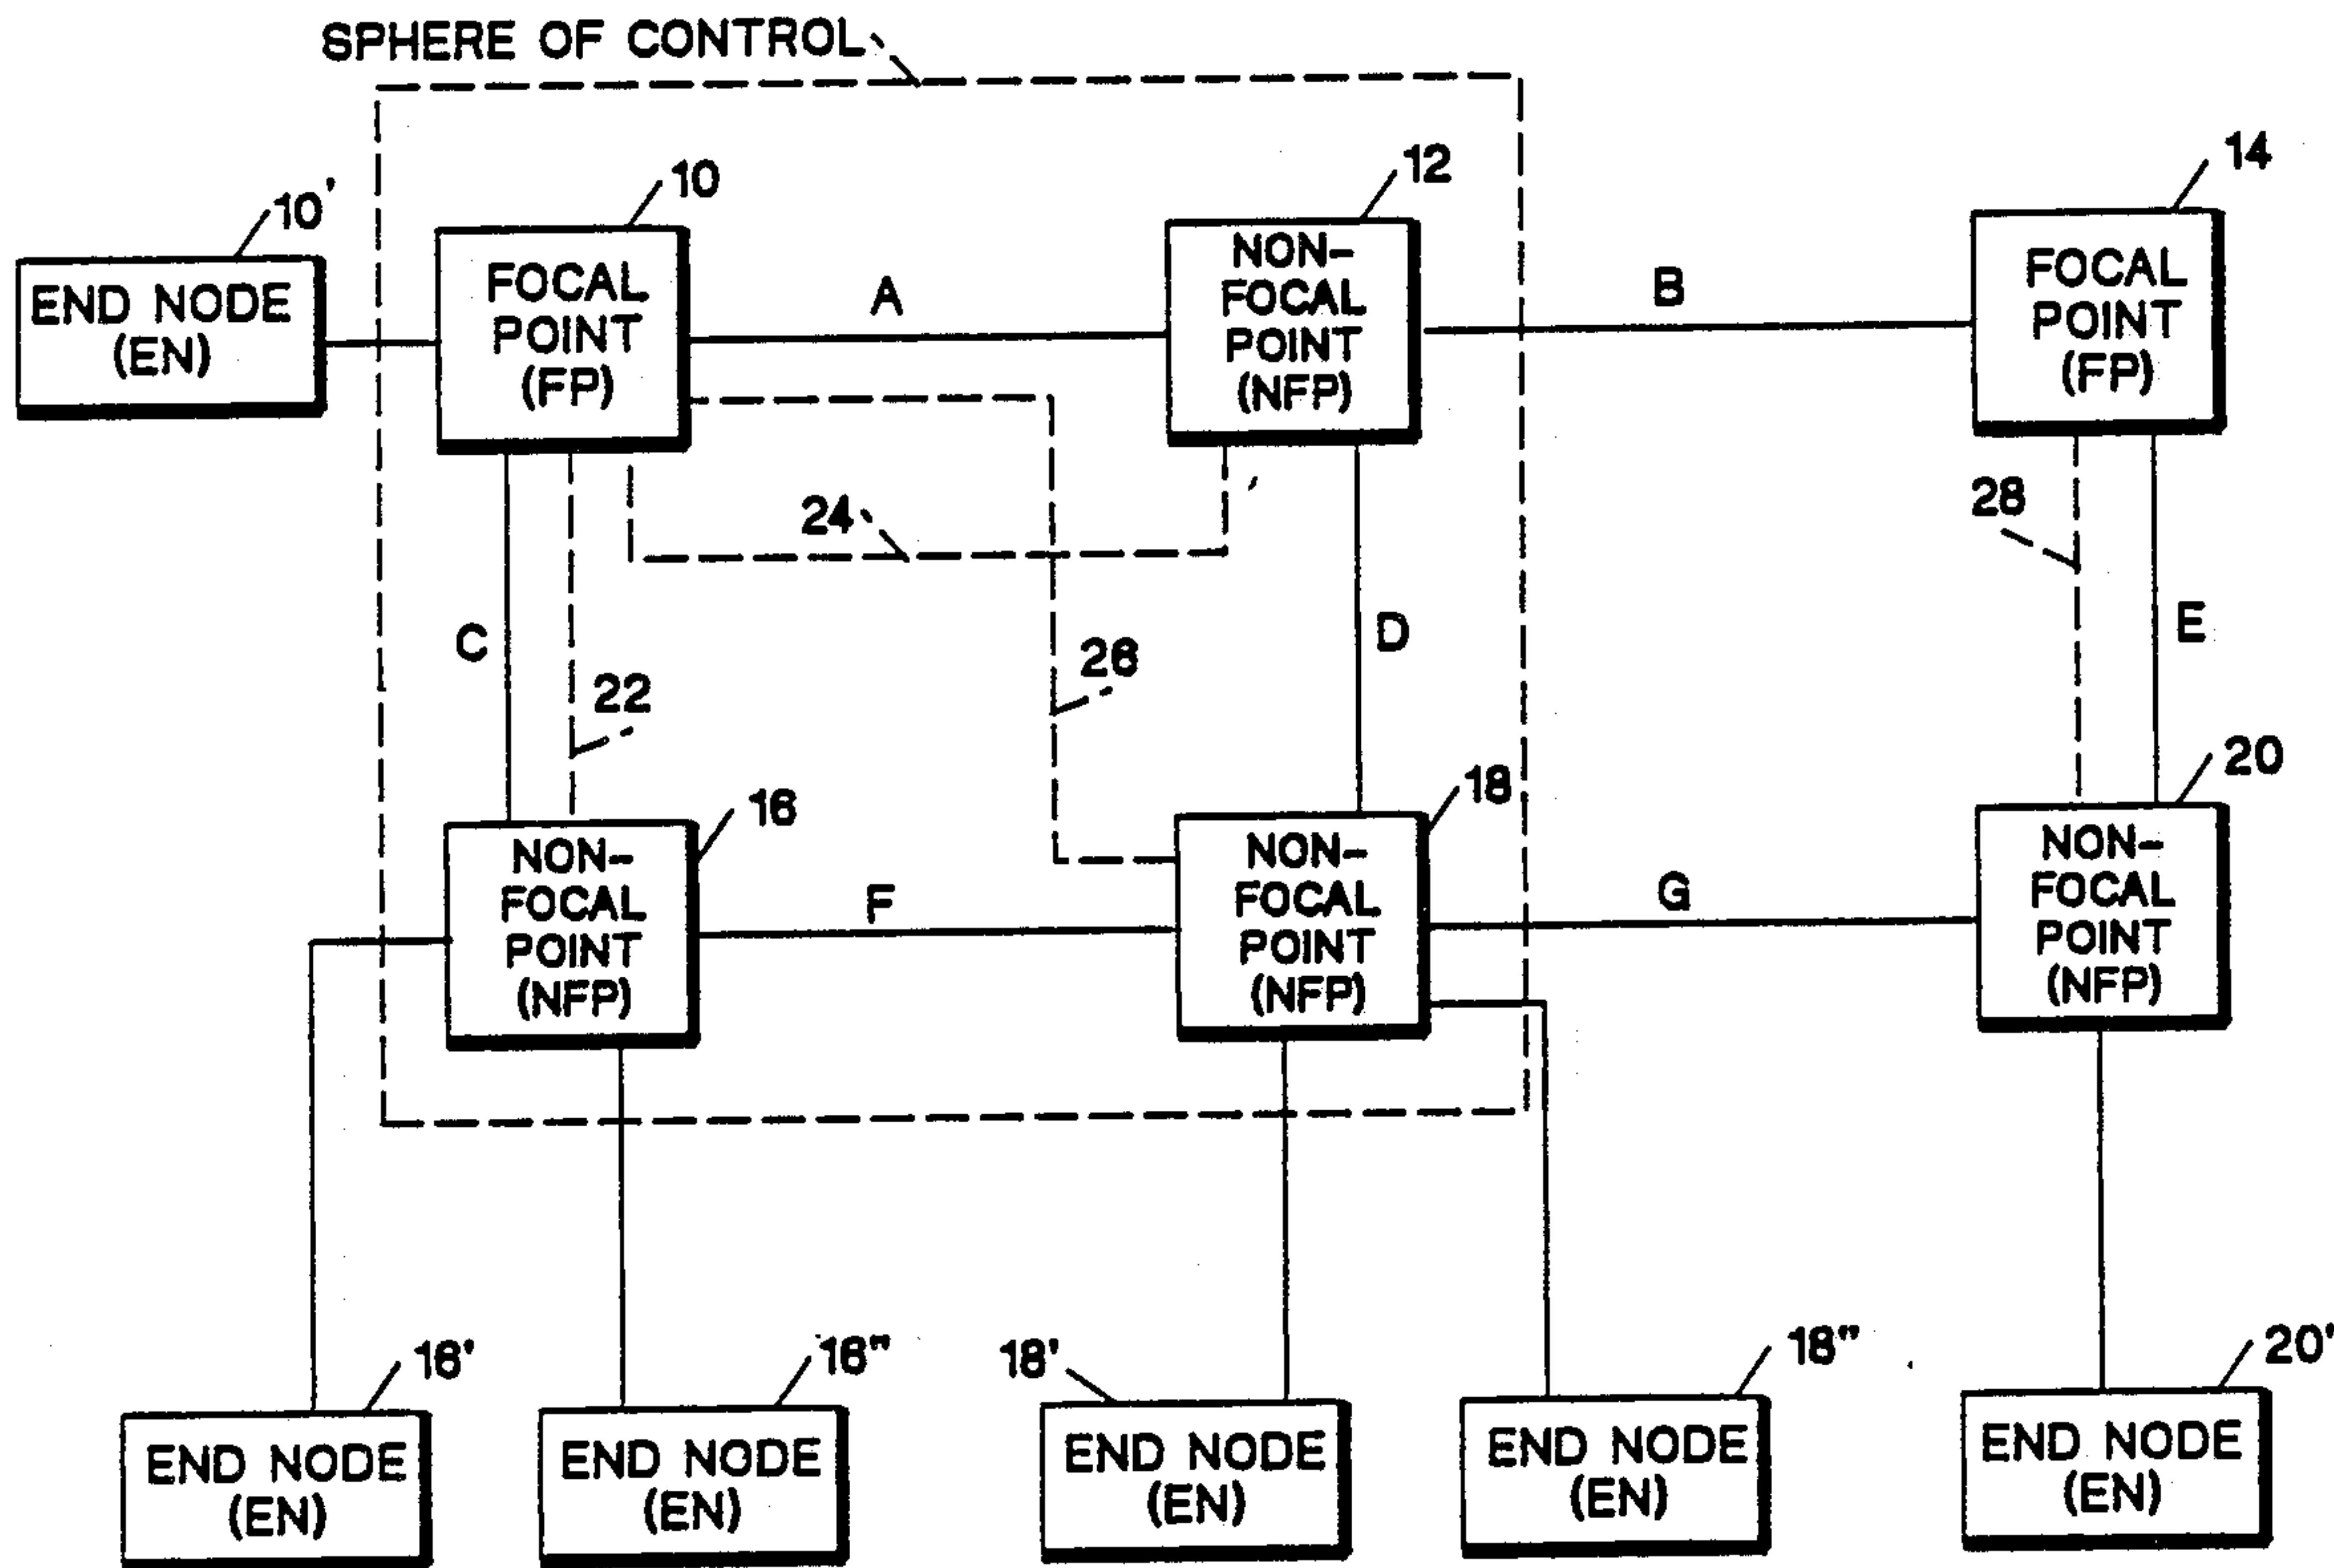 SPHERE OF CONTROL
10'
10
12
14
END NODE
(EN)
FOCAL
POINT
(FP)
A
NON-
FOCAL
POINT
(NFP)
B
FOCAL
POINT
(FP)
24
28
C
22
26
D
E
16
18
20
NON-
FOCAL
POINT
(NFP)
F
NON-
FOCAL
POINT
(NFP)
G
NON-
FOCAL
POINT
(NFP)
16'
16"
18'
18"
20'
END NODE
(EN)
END NODE
(EN)
END NODE
(EN)
END NODE
(EN)
END NODE
(EN)